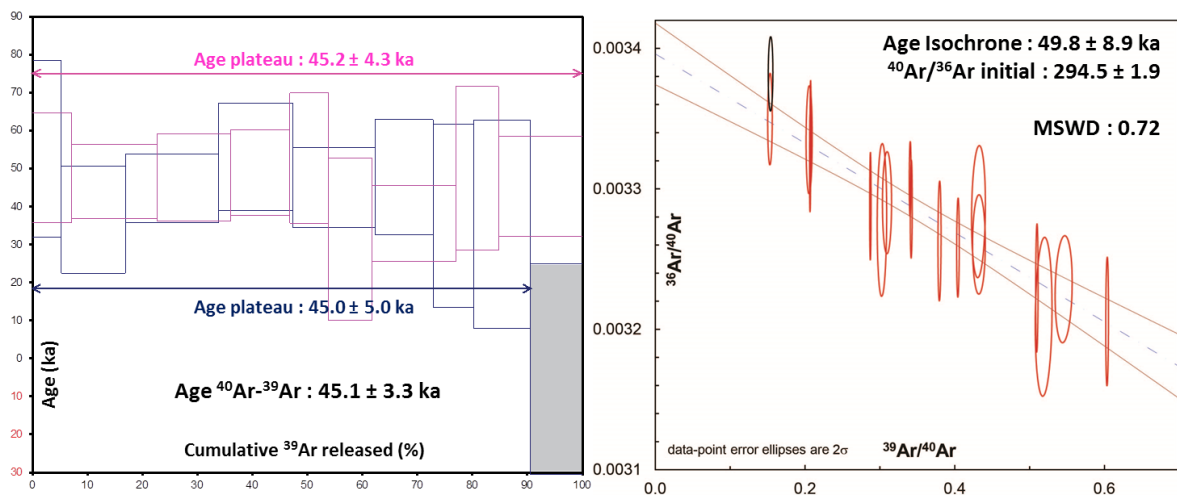 90
80
70
60
50
40
30
20
10
0
10
20
30
Age (ka)
Age plateau : 45.2 ± 4.3 ka
Age plateau : 45.0 ± 5.0 ka
Age ⁴⁰Ar-³⁹Ar : 45.1 ± 3.3 ka
Cumulative ³⁹Ar released (%)
0 10 20 30 40 50 60 70 80 90 100
0.0034
0.0033
0.0032
0.0031
³⁶Ar/⁴⁰Ar
Age Isochrone : 49.8 ± 8.9 ka
⁴⁰Ar/³⁶Ar initial : 294.5 ± 1.9
MSWD : 0.72
data-point error ellipses are 2σ ³⁹Ar/⁴⁰Ar
0.0 0.2 0.4 0.6